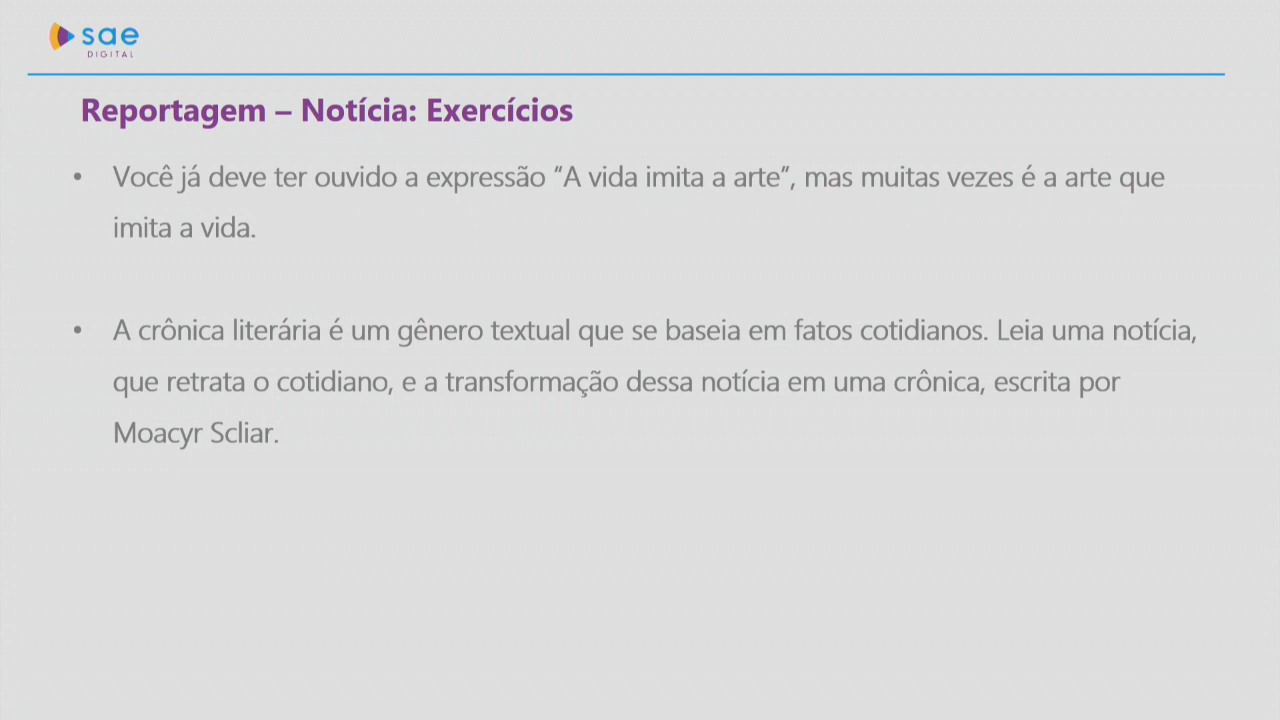 sae
DIGITAL
Reportagem – Notícia: Exercícios
• Você já deve ter ouvido a expressão “A vida imita a arte”, mas muitas vezes é a arte que
imita a vida.
• A crônica literária é um gênero textual que se baseia em fatos cotidianos. Leia uma notícia,
que retrata o cotidiano, e a transformação dessa notícia em uma crônica, escrita por
Moacyr Scliar.